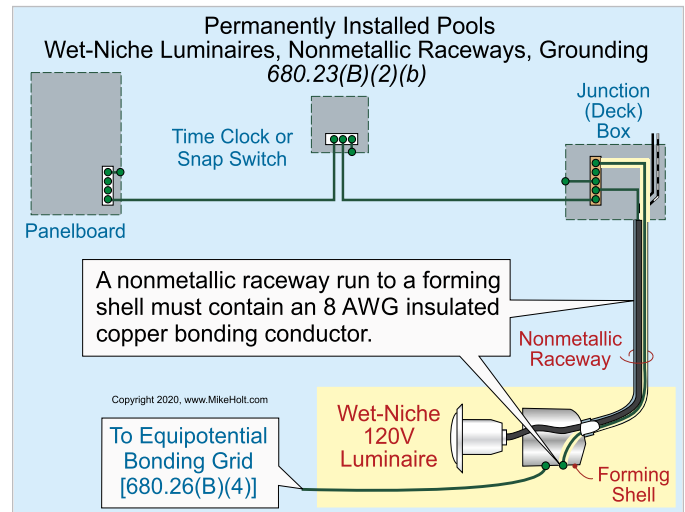 Permanently Installed Pools
Wet-Niche Luminaires, Nonmetallic Raceways, Grounding
680.23(B)(2)(b)
Junction
(Deck)
Box
Time Clock or
Snap Switch
Panelboard
A nonmetallic raceway run to a forming
shell must contain an 8 AWG insulated
copper bonding conductor.
Nonmetallic
Raceway
Copyright 2020, www.MikeHolt.com
Wet-Niche
120V
Luminaire
To Equipotential
Bonding Grid
[680.26(B)(4)]
Forming
Shell